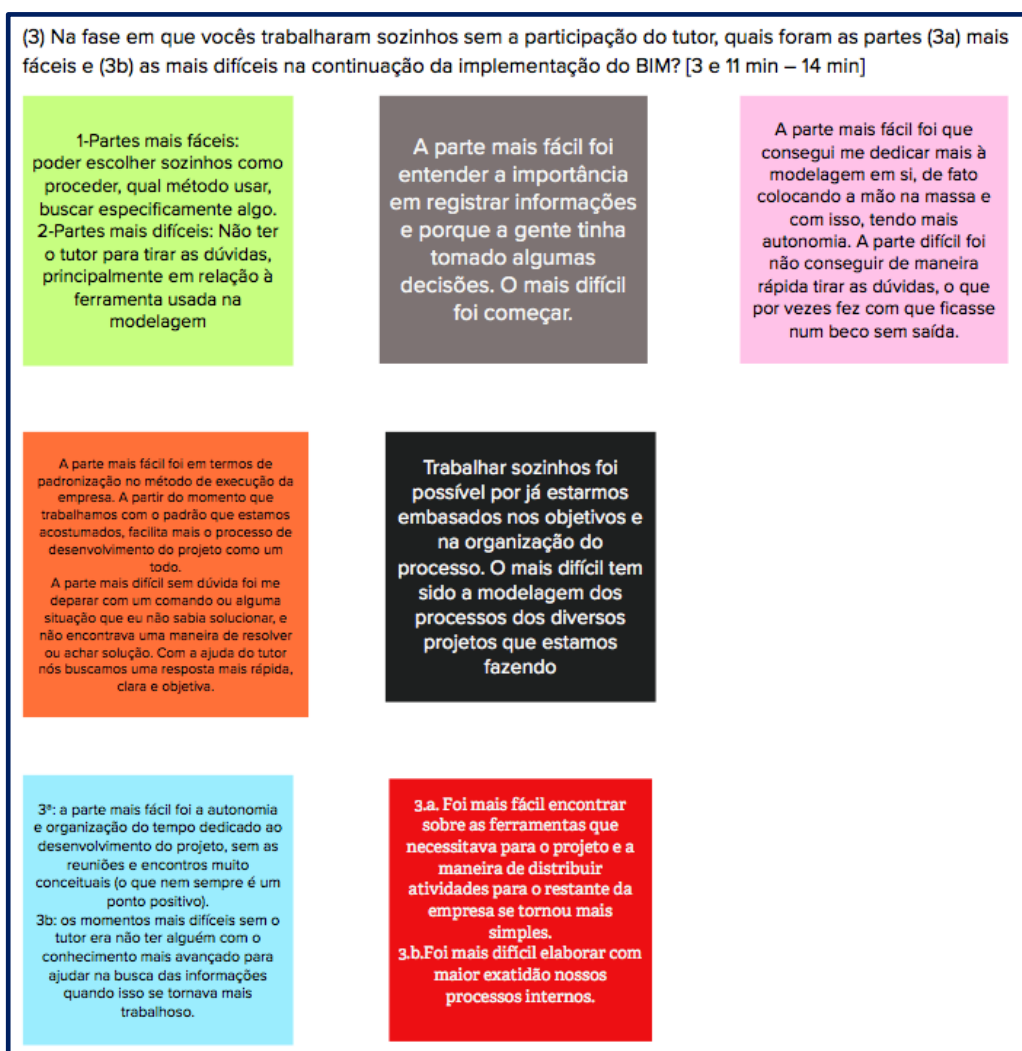 (3) Na fase em que vocês trabalharam sozinhos sem a participação do tutor, quais foram as partes (3a) mais
fáceis e (3b) as mais difíceis na continuação da implementação do BIM? [3 e 11 min – 14 min]
1-Partes mais fáceis:
poder escolher sozinhos como
proceder, qual método usar,
buscar especificamente algo.
2-Partes mais difíceis: Não ter
o tutor para tirar as dúvidas,
principalmente em relação à
ferramenta usada na
modelagem
A parte mais fácil foi
entender a importância
em registrar informações
e porque a gente tinha
tomado algumas
decisões. O mais difícil
foi começar.
A parte mais fácil foi que
consegui me dedicar mais à
modelagem em si, de fato
colocando a mão na massa e
com isso, tendo mais
autonomia. A parte difícil foi
não conseguir de maneira
rápida tirar as dúvidas, o que
por vezes fez com que ficasse
num beco sem saída.
A parte mais fácil foi em termos de
padronização no método de execução da
empresa. A partir do momento que
trabalhamos com o padrão que estamos
acostumados, facilita mais o processo de
desenvolvimento do projeto como um
todo.
A parte mais difícil sem dúvida foi me
deparar com um comando ou alguma
situação que eu não sabia solucionar, e
não encontrava uma maneira de resolver
ou achar solução. Com a ajuda do tutor
nós buscamos uma resposta mais rápida,
clara e objetiva.
Trabalhar sozinhos foi
possível por já estarmos
embasados nos objetivos e
na organização do
processo. O mais difícil tem
sido a modelagem dos
processos dos diversos
projetos que estamos
fazendo
3ª: a parte mais fácil foi a autonomia
e organização do tempo dedicado ao
desenvolvimento do projeto, sem as
reuniões e encontros muito
conceituais (o que nem sempre é um
ponto positivo).
3b: os momentos mais difíceis sem o
tutor era não ter alguém com o
conhecimento mais avançado para
ajudar na busca das informações
quando isso se tornava mais
trabalhoso.
3.a. Foi mais fácil encontrar
sobre as ferramentas que
necessitava para o projeto e a
maneira de distribuir
atividades para o restante da
empresa se tornou mais
simples.
3.b.Foi mais difícil elaborar com
maior exatidão nossos
processos internos.